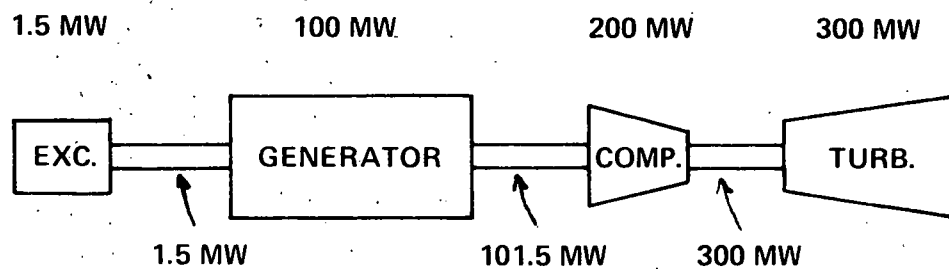 1.5 MW 100 MW 200 MW 300 MW
EXC. GENERATOR COMP. TURB.
1.5 MW 101.5 MW 300 MW